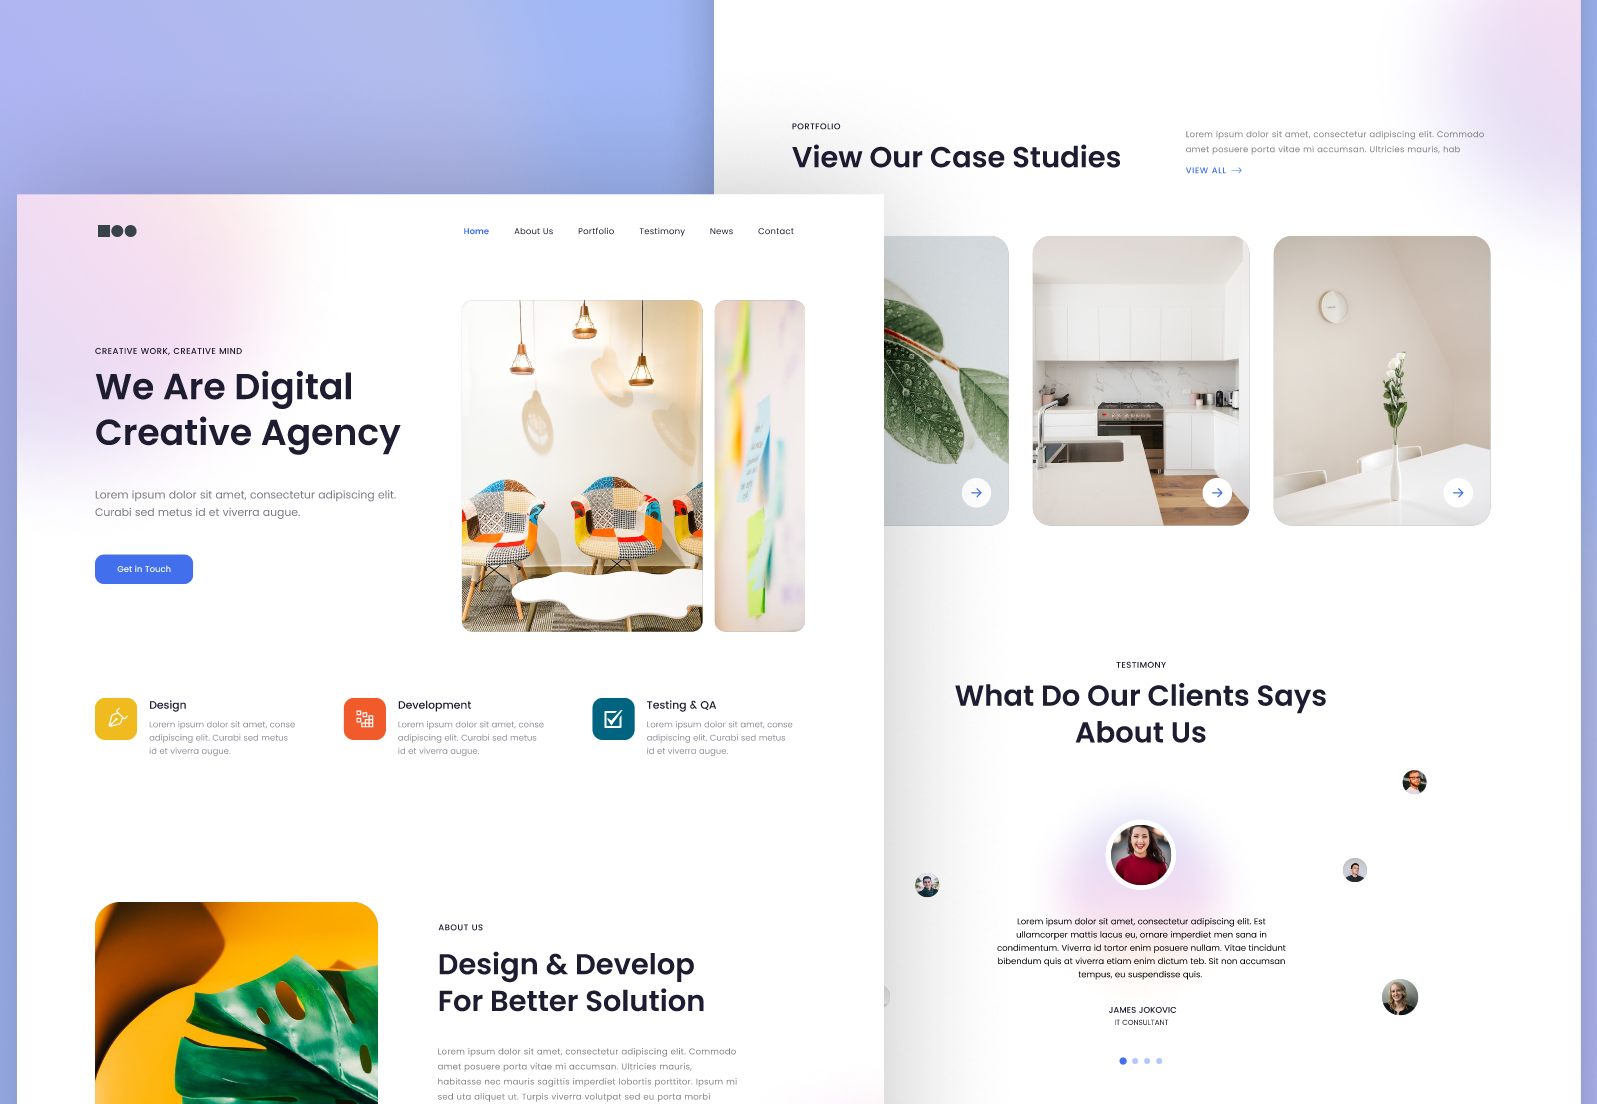 PORTFOLIO
View Our Case Studies
Lorem ipsum dolor sit amet, consectetur adipiscing elit. Commodo
amet posuere porta vitae mi accumsan. Ultricies mauris, hab
VIEW ALL
Home About Us Portfolio Testimony News Contact
CREATIVE WORK, CREATIVE MIND
We Are Digital
Creative Agency
Lorem ipsum dolor sit amet, consectetur adipiscing elit.
Curabi sed metus id et viverra augue.
Get in Touch
Design
Lorem ipsum dolor sit amet, conse
adipiscing elit. Curabi sed metus
id et viverra augue.
Development
Lorem ipsum dolor sit amet, conse
adipiscing elit. Curabi sed metus
id et viverra augue.
Testing & QA
Lorem ipsum dolor sit amet, conse
adipiscing elit. Curabi sed metus
id et viverra augue.
ABOUT US
Design & Develop
For Better Solution
Lorem ipsum dolor sit amet, consectetur adipiscing elit. Commodo
amet posuere porta vitae mi accumsan. Ultricies mauris,
habitasse nec mauris sagittis imperdiet lobortis porttitor. Ipsum mi
sed uta aliquet ut. Turpis viverra volutpat sed eu porta morbi
TESTIMONY
What Do Our Clients Says
About Us
Lorem ipsum dolor sit amet, consectetur adipiscing elit. Est
ullamcorper mattis lacus eu, ornare imperdiet men sana in
condimentum. Viverra id tortor enim posuere nullam. Vitae tincidunt
bibendum quis at viverra etiam enim dictum teb. Sit non accumsan
tempus, eu suspendisse quis.
JAMES JOKOVIC
IT CONSULTANT